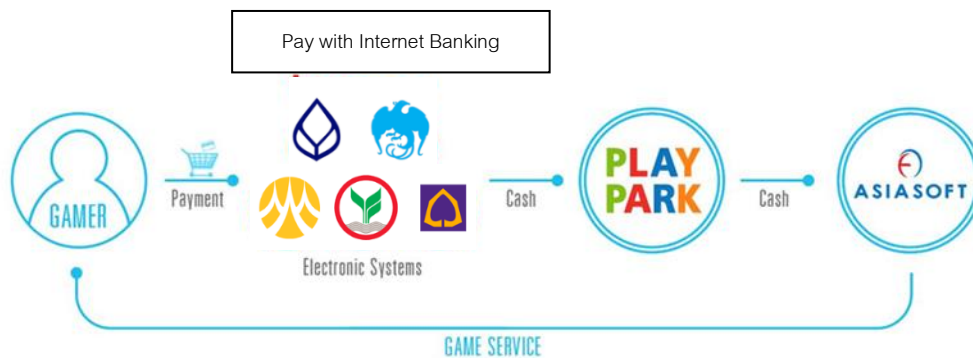 Pay with Internet Banking
GAMER
Payment
Electronic Systems
Cash
PLAY
PARK
Cash
ASIASOFT
GAME SERVICE